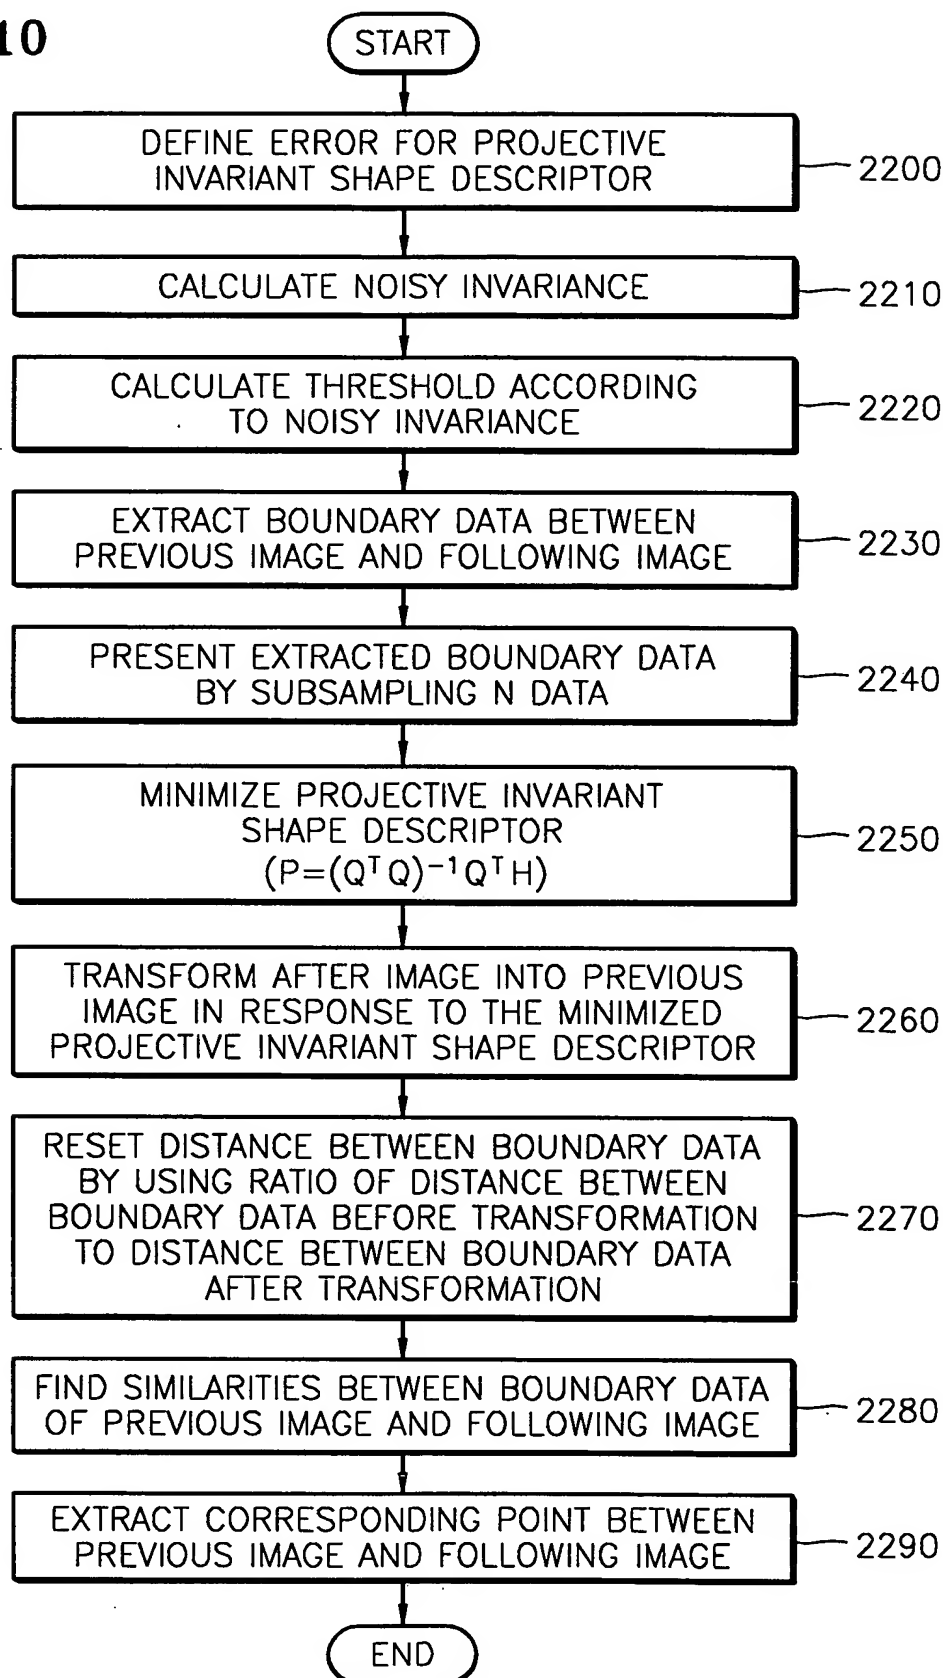 10
START
DEFINE ERROR FOR PROJECTIVE
INVARIANT SHAPE DESCRIPTOR
2200
CALCULATE NOISY INVARIANCE
2210
CALCULATE THRESHOLD ACCORDING
TO NOISY INVARIANCE
2220
EXTRACT BOUNDARY DATA BETWEEN
PREVIOUS IMAGE AND FOLLOWING IMAGE
2230
PRESENT EXTRACTED BOUNDARY DATA
BY SUBSAMPLING N DATA
2240
MINIMIZE PROJECTIVE INVARIANT
SHAPE DESCRIPTOR
(P=(QᵀQ)⁻¹QᵀH)
2250
TRANSFORM AFTER IMAGE INTO PREVIOUS
IMAGE IN RESPONSE TO THE MINIMIZED
PROJECTIVE INVARIANT SHAPE DESCRIPTOR
2260
RESET DISTANCE BETWEEN BOUNDARY DATA
BY USING RATIO OF DISTANCE BETWEEN
BOUNDARY DATA BEFORE TRANSFORMATION
TO DISTANCE BETWEEN BOUNDARY DATA
AFTER TRANSFORMATION
2270
FIND SIMILARITIES BETWEEN BOUNDARY DATA
OF PREVIOUS IMAGE AND FOLLOWING IMAGE
2280
EXTRACT CORRESPONDING POINT BETWEEN
PREVIOUS IMAGE AND FOLLOWING IMAGE
2290
END